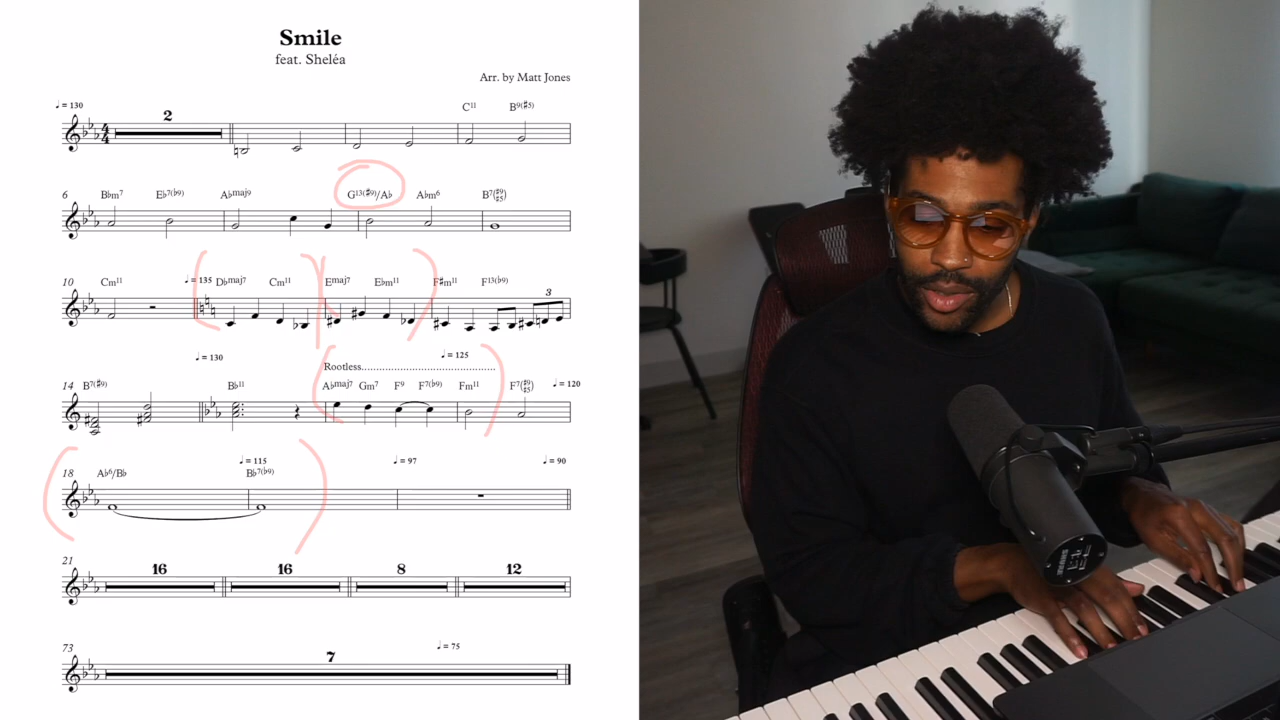 Smile
feat. Sheléa
Arr. by Matt Jones
♩ = 130
2
C11 B9(♯5)
6 B♭m7 E♭7(♭9) A♭maj9 G13(♯9)/A♭ A♭m6 B7(♯9♯5)
10 Cm11 ♩ = 135 D♭maj7 Cm11 Emaj7 E♭m11 F♯m11 F13(♭9)
3
♩ = 130 Rootless ♩ = 125
14 B7(♯9) B♭11 A♭maj7 Gm7 F9 F7(♭9) Fm11 F7(♯9♯5) ♩ = 120
♩ = 115 ♩ = 97 ♩ = 90
18 A♭6/B♭ B♭7(♭9)
21 16 16 8 12
73 7 ♩ = 75